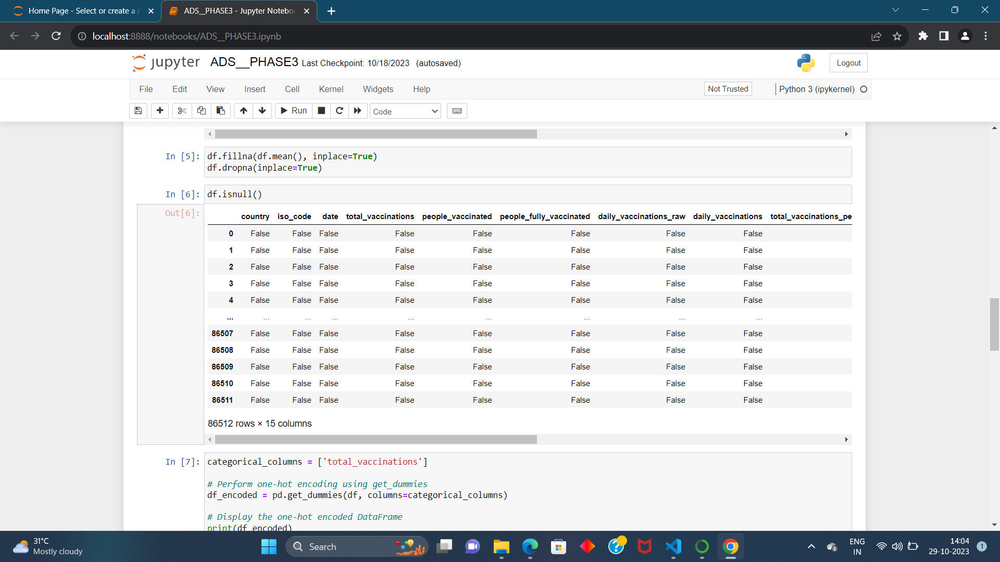 Home Page - Select or create a n
ADS__PHASE3 - Jupyter Notebo
localhost:8888/notebooks/ADS__PHASE3.ipynb
jupyter ADS__PHASE3 Last Checkpoint: 10/18/2023 (autosaved)
Logout
File Edit View Insert Cell Kernel Widgets Help
Not Trusted Python 3 (ipykernel)
Run Code
In [5]: df.fillna(df.mean(), inplace=True)
df.dropna(inplace=True)
In [6]: df.isnull()
Out[6]:
country iso_code date total_vaccinations people_vaccinated people_fully_vaccinated daily_vaccinations_raw daily_vaccinations total_vaccinations_pe
0 False False False False False False False False
1 False False False False False False False False
2 False False False False False False False False
3 False False False False False False False False
4 False False False False False False False False
... ... ... ... ... ... ... ... ...
86507 False False False False False False False False
86508 False False False False False False False False
86509 False False False False False False False False
86510 False False False False False False False False
86511 False False False False False False False False
86512 rows × 15 columns
In [7]: categorical_columns = ['total_vaccinations']
# Perform one-hot encoding using get_dummies
df_encoded = pd.get_dummies(df, columns=categorical_columns)
# Display the one-hot encoded DataFrame
print(df_encoded)
31°C
Mostly cloudy
Search
ENG
IN
14:04
29-10-2023
1